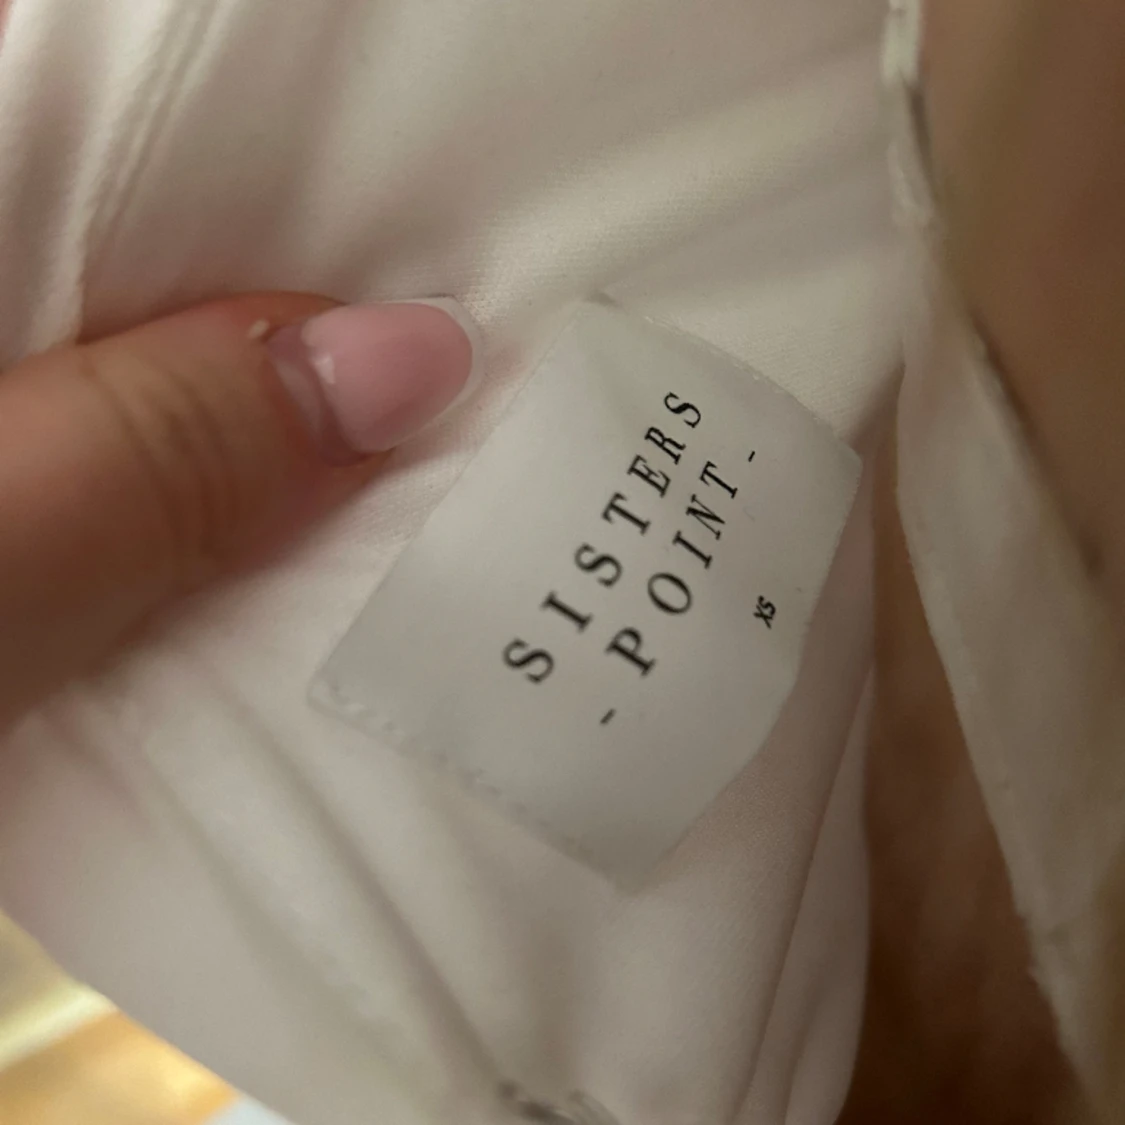 SISTERS
- POINT -
XS